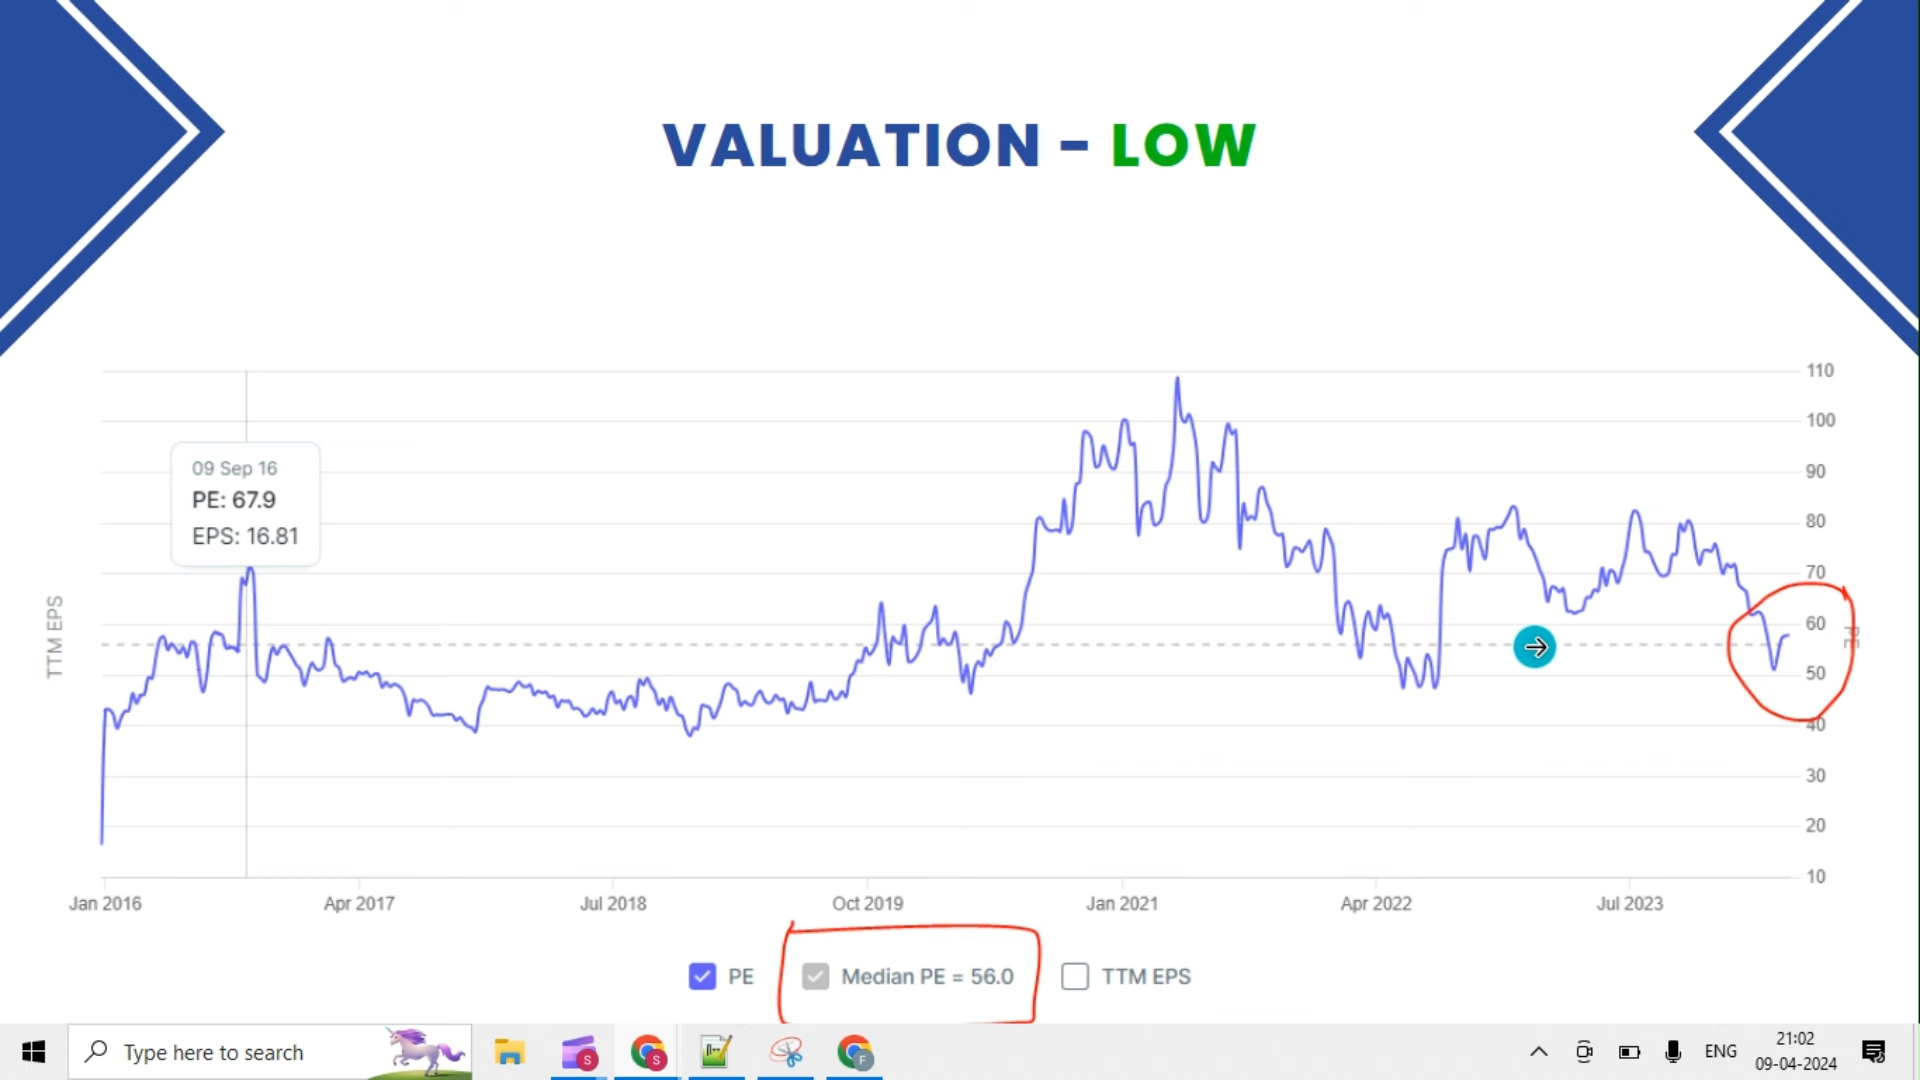 VALUATION - LOW
110
100
09 Sep 16
90
PE: 67.9
EPS: 16.81
80
70
TTM EPS
60
PE
50
40
30
20
10
Jan 2016 Apr 2017 Jul 2018 Oct 2019 Jan 2021 Apr 2022 Jul 2023
PE Median PE = 56.0 TTM EPS
Type here to search
S S F
ENG
21:02
09-04-2024